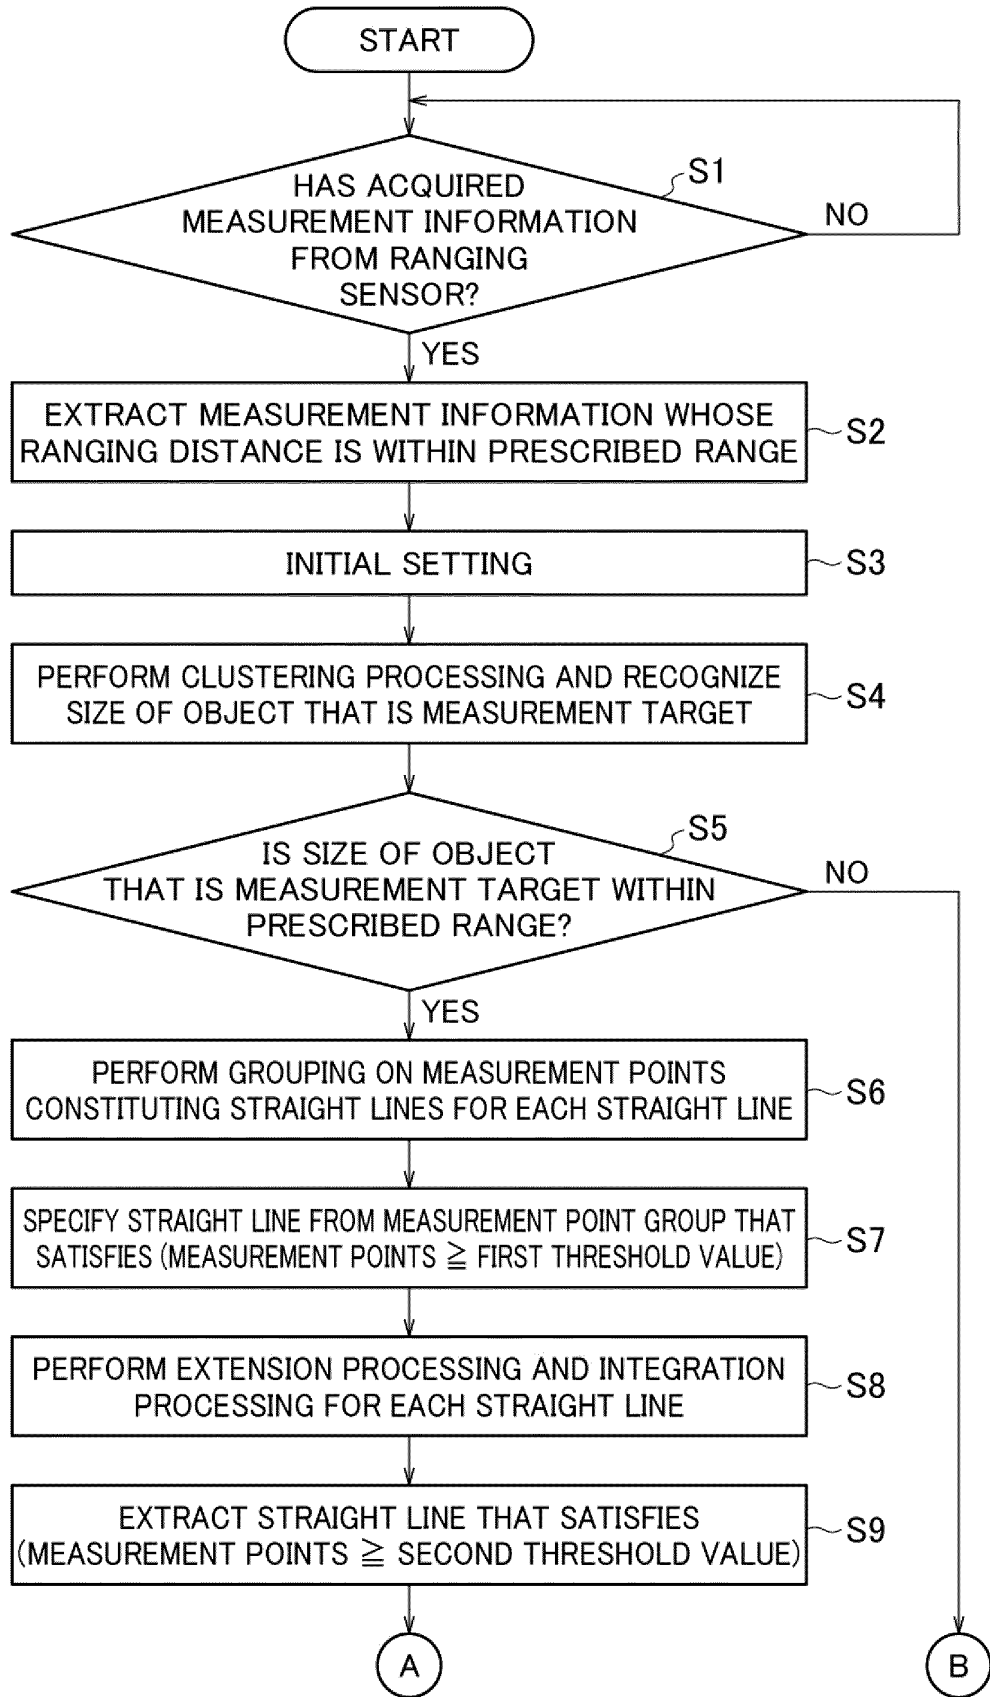 START
HAS ACQUIRED
MEASUREMENT INFORMATION
FROM RANGING
SENSOR?
S1
NO
YES
EXTRACT MEASUREMENT INFORMATION WHOSE
RANGING DISTANCE IS WITHIN PRESCRIBED RANGE
S2
INITIAL SETTING
S3
PERFORM CLUSTERING PROCESSING AND RECOGNIZE
SIZE OF OBJECT THAT IS MEASUREMENT TARGET
S4
IS SIZE OF OBJECT
THAT IS MEASUREMENT TARGET WITHIN
PRESCRIBED RANGE?
S5
NO
YES
PERFORM GROUPING ON MEASUREMENT POINTS
CONSTITUTING STRAIGHT LINES FOR EACH STRAIGHT LINE
S6
SPECIFY STRAIGHT LINE FROM MEASUREMENT POINT GROUP THAT
SATISFIES (MEASUREMENT POINTS ≧ FIRST THRESHOLD VALUE)
S7
PERFORM EXTENSION PROCESSING AND INTEGRATION
PROCESSING FOR EACH STRAIGHT LINE
S8
EXTRACT STRAIGHT LINE THAT SATISFIES
(MEASUREMENT POINTS ≧ SECOND THRESHOLD VALUE)
S9
A
B